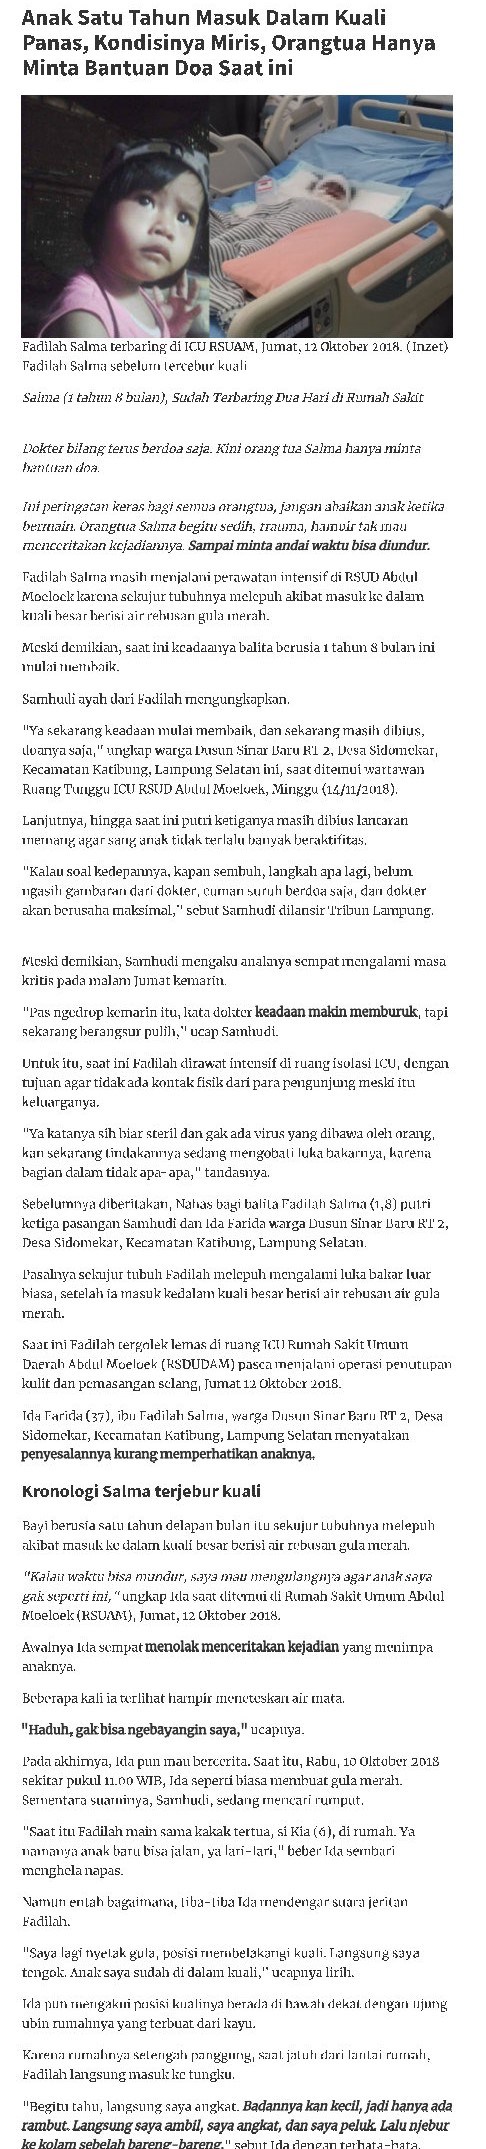 Anak Satu Tahun Masuk Dalam Kuali
Panas, Kondisinya Miris, Orangtua Hanya
Minta Bantuan Doa Saat ini
Fadilah Salma terbaring di ICU RSUAM, Jumat, 12 Oktober 2018. (Inzet)
Fadilah Salma sebelum tercebur kuali
Salma (1 tahun 8 bulan), Sudah Terbaring Dua Hari di Rumah Sakit
Dokter bilang terus berdoa saja. Kini orang tua Salma hanya minta
bantuan doa.
Ini peringatan keras bagi semua orangtua, jangan abaikan anak ketika
bermain. Orangtua Salma begitu sedih, trauma, hampir tak mau
menceritakan kejadiannya. Sampai minta andai waktu bisa diundur.
Fadilah Salma masih menjalani perawatan intensif di RSUD Abdul
Moeloek karena sekujur tubuhnya melepuh akibat masuk ke dalam
kuali besar berisi air rebusan gula merah.
Meski demikian, saat ini keadaanya balita berusia 1 tahun 8 bulan ini
mulai membaik.
Samhudi ayah dari Fadilah mengungkapkan.
"Ya sekarang keadaan mulai membaik, dan sekarang masih dibius,
doanya saja," ungkap warga Dusun Sinar Baru RT 2, Desa Sidomekar,
Kecamatan Katibung, Lampung Selatan ini, saat ditemui wartawan
Ruang Tunggu ICU RSUD Abdul Moeloek, Minggu (14/11/2018).
Lanjutnya, hingga saat ini putri ketiganya masih dibius lantaran
memang agar sang anak tidak terlalu banyak beraktifitas.
"Kalau soal kedepannya, kapan sembuh, langkah apa lagi, belum
ngasih gambaran dari dokter, cuman suruh berdoa saja, dan dokter
akan berusaha maksimal," sebut Samhudi dilansir Tribun Lampung.
Meski demikian, Samhudi mengaku analnya sempat mengalami masa
kritis pada malam Jumat kemarin.
"Pas ngedrop kemarin itu, kata dokter keadaan makin memburuk, tapi
sekarang berangsur pulih," ucap Samhudi.
Untuk itu, saat ini Fadilah dirawat intensif di ruang isolasi ICU, dengan
tujuan agar tidak ada kontak fisik dari para pengunjung meski itu
keluarganya.
"Ya katanya sih biar steril dan gak ada virus yang dibawa oleh orang,
kan sekarang tindakannya sedang mengobati luka bakarnya, karena
bagian dalam tidak apa-apa," tandasnya.
Sebelumnya diberitakan, Nahas bagi balita Fadilah Salma (1,8) putri
ketiga pasangan Samhudi dan Ida Farida warga Dusun Sinar Baru RT 2,
Desa Sidomekar, Kecamatan Katibung, Lampung Selatan.
Pasalnya sekujur tubuh Fadilah melepuh mengalami luka bakar luar
biasa, setelah ia masuk kedalam kuali besar berisi air rebusan air gula
merah.
Saat ini Fadilah tergolek lemas di ruang ICU Rumah Sakit Umum
Daerah Abdul Moeloek (RSDUDAM) pasca menjalani operasi penutupan
kulit dan pemasangan selang, Jumat 12 Oktober 2018.
Ida Farida (37), ibu Fadilah Salma, warga Dusun Sinar Baru RT 2, Desa
Sidomekar, Kecamatan Katibung, Lampung Selatan menyatakan
penyesalannya kurang memperhatikan anaknya.
Kronologi Salma terjebur kuali
Bayi berusia satu tahun delapan bulan itu sekujur tubuhnya melepuh
akibat masuk ke dalam kuali besar berisi air rebusan gula merah.
"Kalau waktu bisa mundur, saya mau mengulangnya agar anak saya
gak seperti ini," ungkap Ida saat ditemui di Rumah Sakit Umum Abdul
Moeloek (RSUAM), Jumat, 12 Oktober 2018.
Awalnya Ida sempat menolak menceritakan kejadian yang menimpa
anaknya.
Beberapa kali ia terlihat hampir meneteskan air mata.
"Haduh, gak bisa ngebayangin saya," ucapnya.
Pada akhirnya, Ida pun mau bercerita. Saat itu, Rabu, 10 Oktober 2018
sekitar pukul 11.00 WIB, Ida seperti biasa membuat gula merah.
Sementara suaminya, Samhudi, sedang mencari rumput.
"Saat itu Fadilah main sama kakak tertua, si Kia (6), di rumah. Ya
namanya anak baru bisa jalan, ya lari-lari," beber Ida sembari
menghela napas.
Namun entah bagaimana, tiba-tiba Ida mendengar suara jeritan
Fadilah.
"Saya lagi nyetak gula, posisi membelakangi kuali. Langsung saya
tengok. Anak saya sudah di dalam kuali," ucapnya lirih.
Ida pun mengakui posisi kualinya berada di bawah dekat dengan ujung
ubin rumahnya yang terbuat dari kayu.
Karena rumahnya setengah panggung, saat jatuh dari lantai rumah,
Fadilah langsung masuk ke tungku.
"Begitu tahu, langsung saya angkat. Badannya kan kecil, jadi hanya ada
rambut. Langsung saya ambil, saya angkat, dan saya peluk. Lalu njebur
ke kolam sebelah bareng-bareng," sebut Ida dengan terbata-bata.